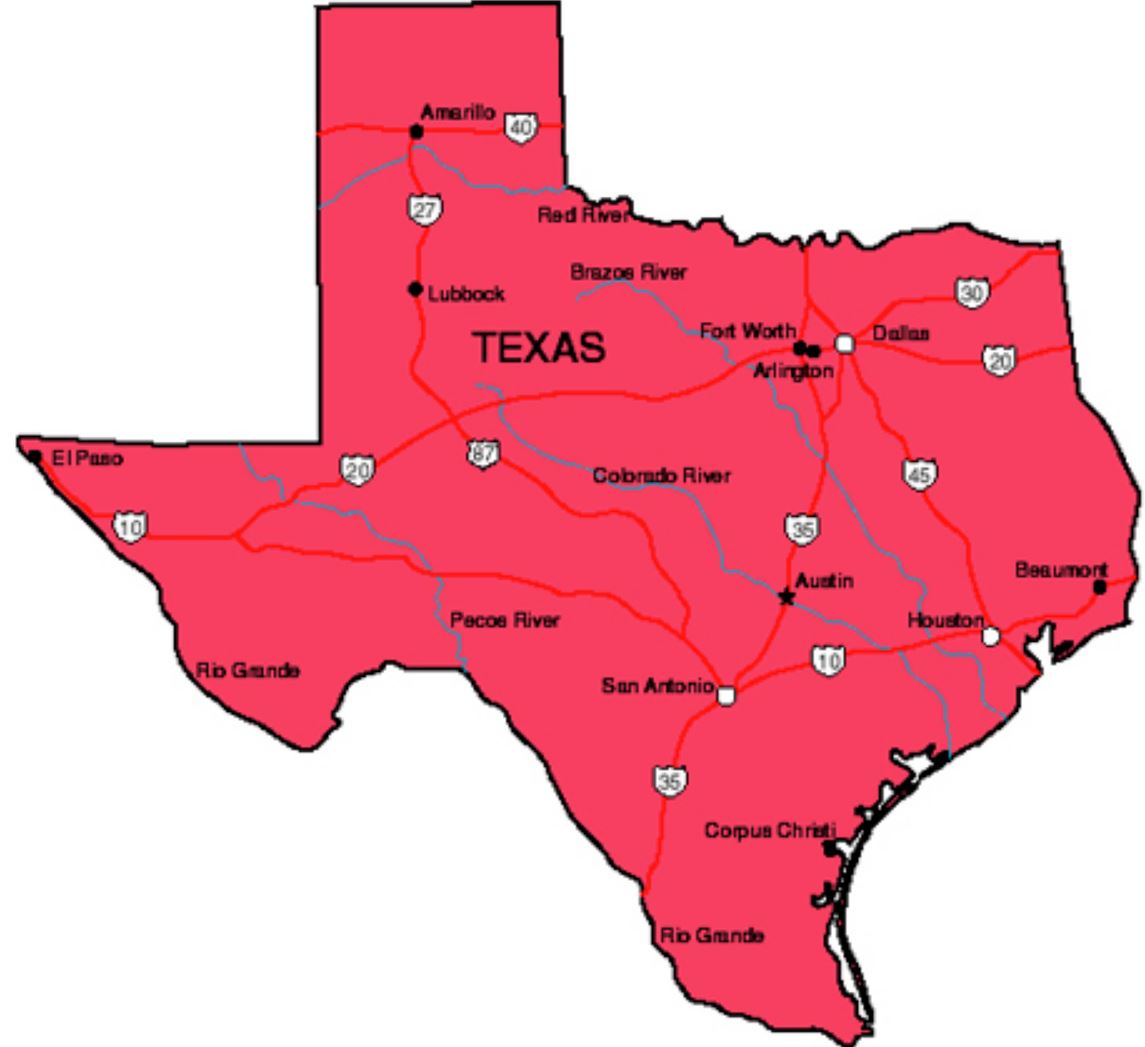 Amarillo
40
27
Red River
Brazos River
Lubbock
30
TEXAS
Fort Worth
Dallas
Arlington
20
El Paso
20
87
Colorado River
45
10
35
Austin
Beaumont
Pecos River
Houston
Rio Grande
10
San Antonio
35
Corpus Christi
Rio Grande